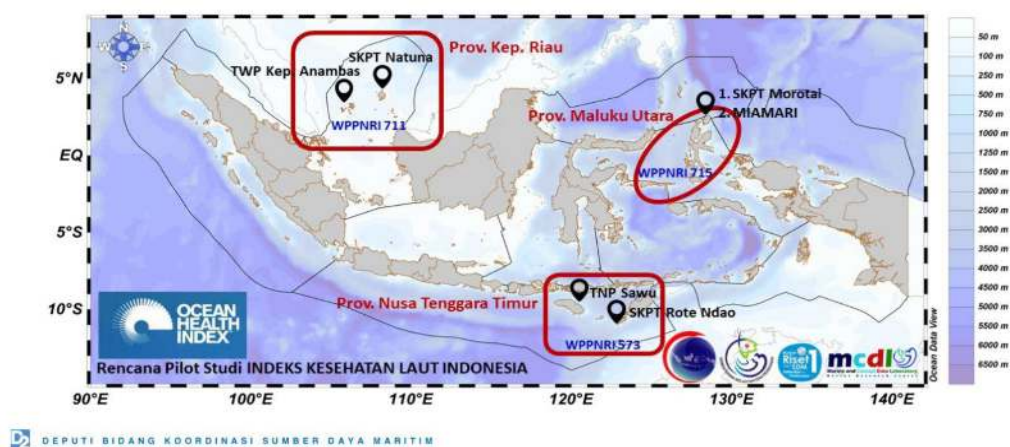 N
W
E
S
Prov. Kep. Riau
SKPT Natuna
TWP Kep. Anambas
WPPNRI 711
1. SKPT Morotai
2. MIAMARI
Prov. Maluku Utara
WPPNRI 715
Prov. Nusa Tenggara Timur
TNP Sawu
SKPT Rote Ndao
WPPNRI 573
OCEAN
HEALTH
INDEX
Rencana Pilot Studi INDEKS KESEHATAN LAUT INDONESIA
Riset
mcdl
Ocean Data View
5°N
EQ
5°S
10°S
90°E
100°E
110°E
120°E
130°E
140°E
50 m
100 m
250 m
500 m
750 m
1000 m
1250 m
1500 m
2000 m
2500 m
3000 m
3500 m
4000 m
4500 m
5000 m
5500 m
6000 m
6500 m
DEPUTI BIDANG KOORDINASI SUMBER DAYA MARITIM